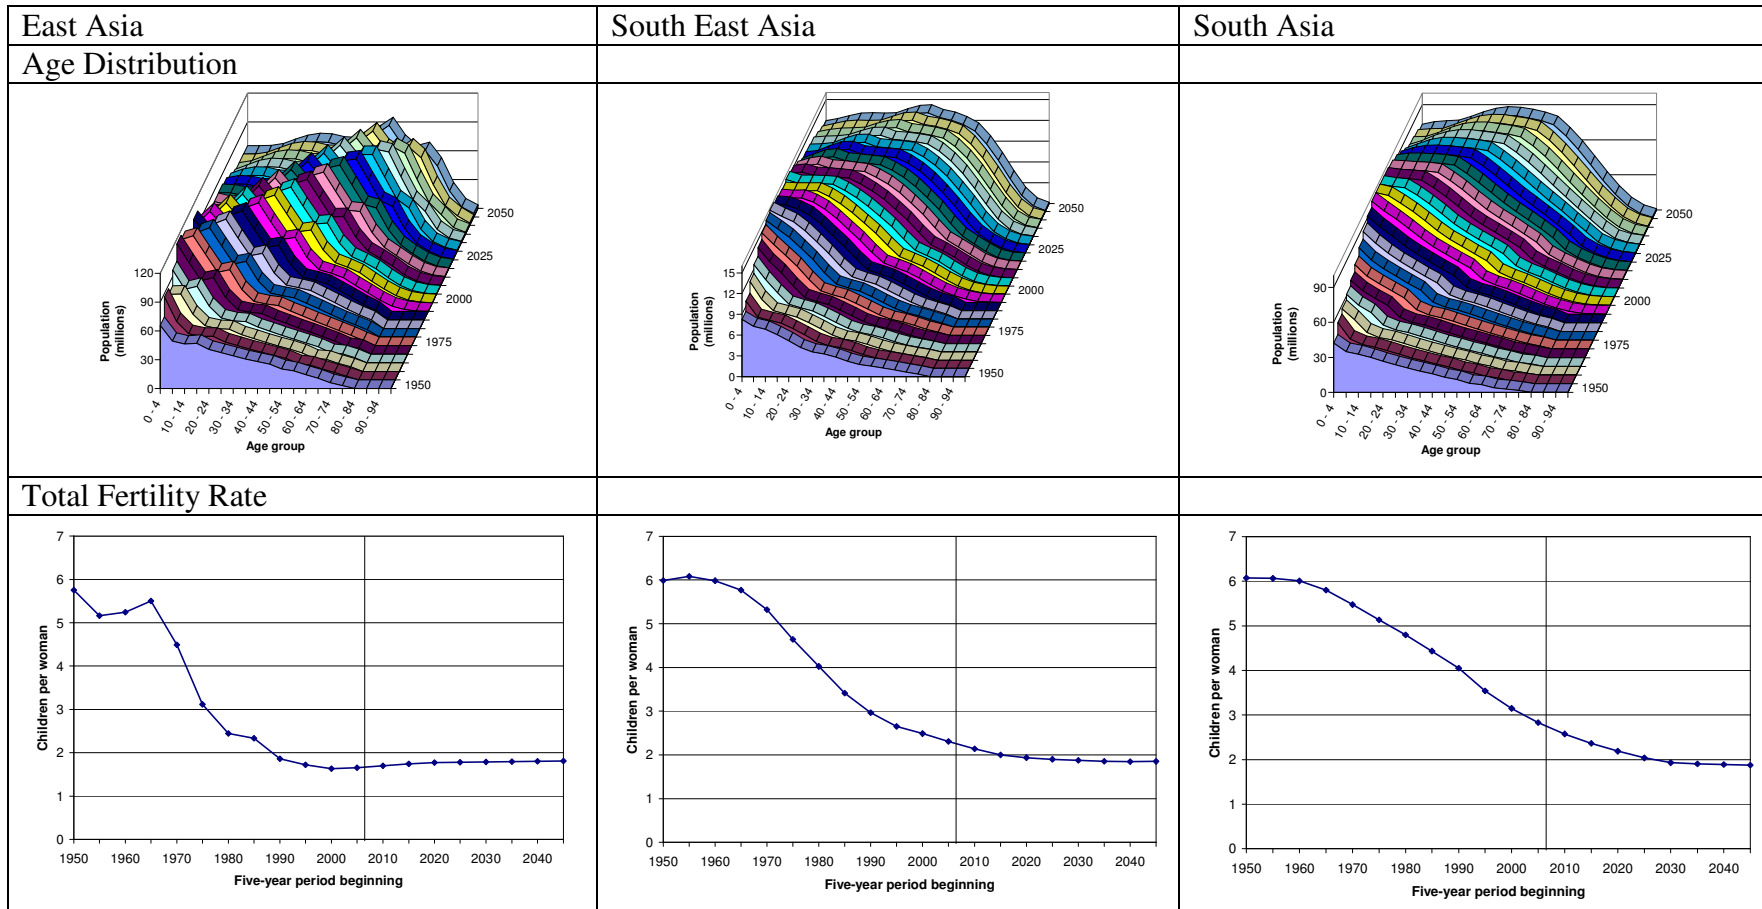 East Asia
South East Asia
South Asia
Age Distribution
120
90
60
30
0
Population
(millions)
0 - 4
10 - 14
20 - 24
30 - 34
40 - 44
50 - 54
60 - 64
70 - 74
80 - 84
90 - 94
Age group
1950
1975
2000
2025
2050
15
12
9
6
3
0
Population
(millions)
0 - 4
10 - 14
20 - 24
30 - 34
40 - 44
50 - 54
60 - 64
70 - 74
80 - 84
90 - 94
Age group
1950
1975
2000
2025
2050
90
60
30
0
Population
(millions)
0 - 4
10 - 14
20 - 24
30 - 34
40 - 44
50 - 54
60 - 64
70 - 74
80 - 84
90 - 94
Age group
1950
1975
2000
2025
2050
Total Fertility Rate
7
6
5
4
3
2
1
0
Children per woman
1950 1960 1970 1980 1990 2000 2010 2020 2030 2040
Five-year period beginning
7
6
5
4
3
2
1
0
Children per woman
1950 1960 1970 1980 1990 2000 2010 2020 2030 2040
Five-year period beginning
7
6
5
4
3
2
1
0
Children per woman
1950 1960 1970 1980 1990 2000 2010 2020 2030 2040
Five-year period beginning